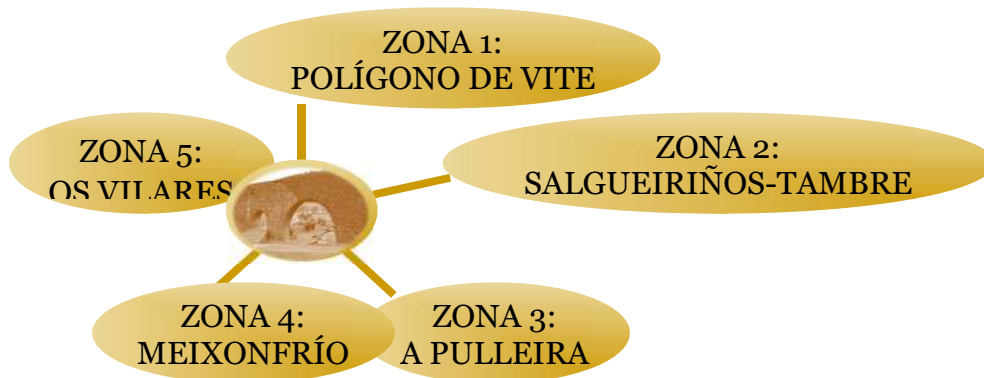 ZONA 1:
POLÍGONO DE VITE
ZONA 2:
SALGUEIRIÑOS-TAMBRE
ZONA 3:
A PULLEIRA
ZONA 4:
MEIXONFRÍO
ZONA 5:
OS VILARES